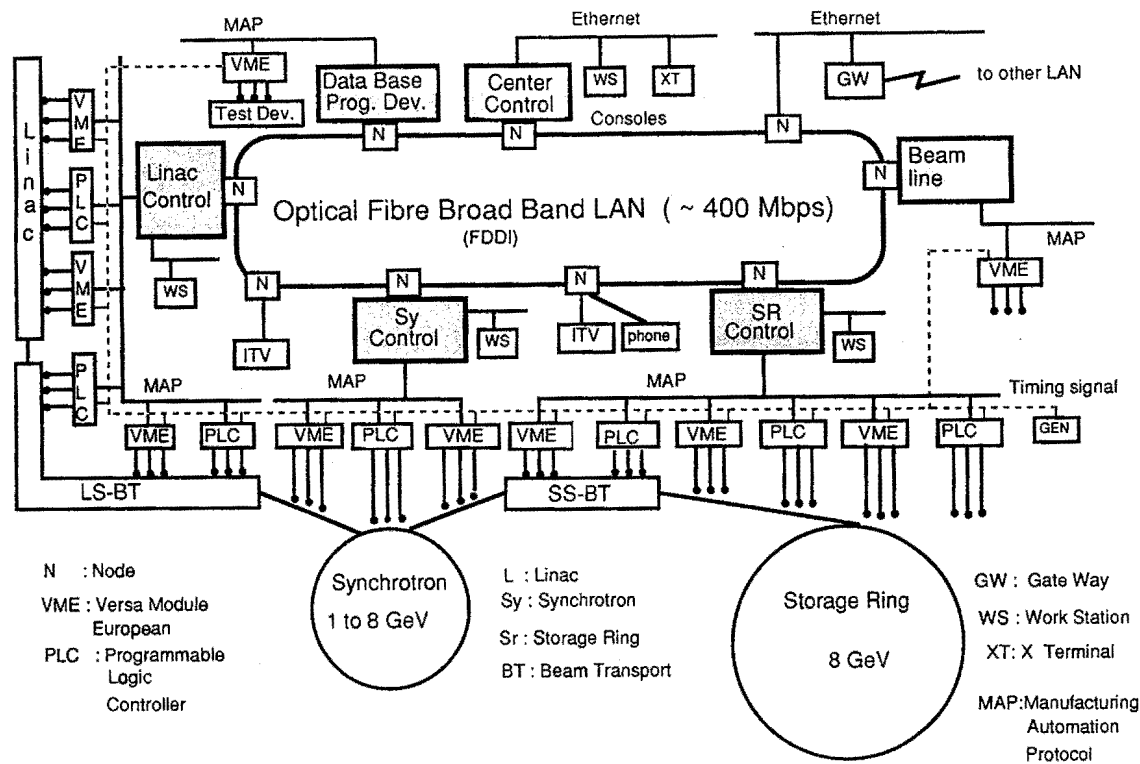 MAP
Ethernet
Ethernet
VME
Test Dev.
Data Base
Prog. Dev.
Center
Control
WS
XT
GW
to other LAN
Consoles
N
N
N
Linac
VME
PLC
VME
PLC
Linac
Control
N
WS
Optical Fibre Broad Band LAN ( ~ 400 Mbps)
(FDDI)
N
Beam
line
MAP
VME
N
N
N
N
ITV
Sy
Control
WS
ITV
phone
SR
Control
WS
MAP
MAP
MAP
Timing signal
VME
PLC
VME
PLC
VME
VME
PLC
VME
PLC
VME
PLC
GEN
LS-BT
SS-BT
Synchrotron
1 to 8 GeV
Storage Ring
8 GeV
N : Node
VME : Versa Module
European
PLC : Programmable
Logic
Controller
L : Linac
Sy : Synchrotron
Sr : Storage Ring
BT : Beam Transport
GW : Gate Way
WS : Work Station
XT: X Terminal
MAP:Manufacturing
Automation
Protocol